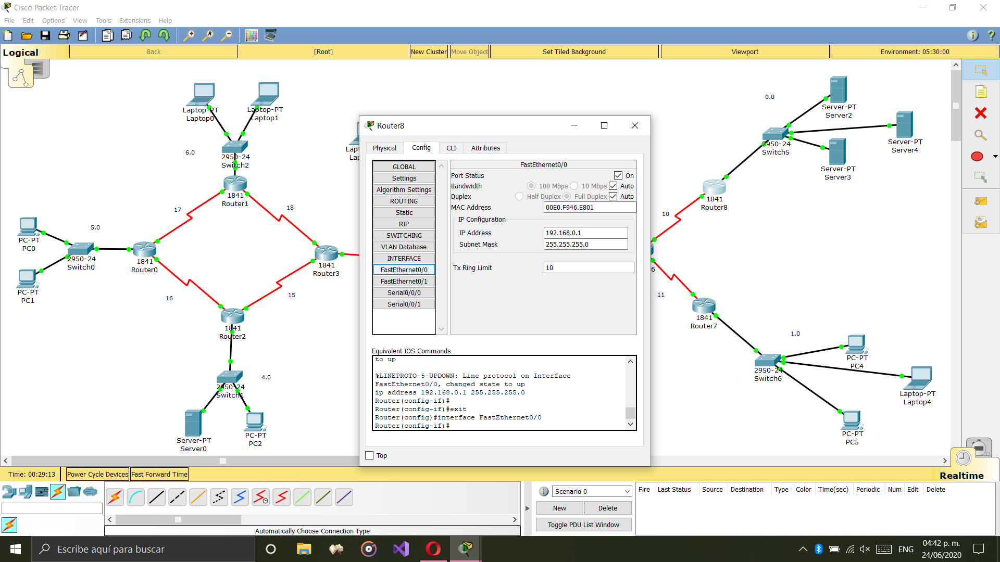 Cisco Packet Tracer
File Edit Options View Tools Extensions Help
Logical
Back
[Root]
New Cluster
Move Object
Set Tiled Background
Viewport
Environment: 05:30:00
Laptop-PT
Laptop0
Laptop-PT
Laptop1
2950-24
Switch2
6.0
1841
Router1
17
18
PC-PT
PC0
5.0
2950-24
Switch0
1841
Router0
1841
Router3
PC-PT
PC1
16
15
1841
Router2
2950-24
Switch1
4.0
Server-PT
Server0
PC-PT
PC2
Router8
Physical
Config
CLI
Attributes
GLOBAL
Settings
Algorithm Settings
ROUTING
Static
RIP
SWITCHING
VLAN Database
INTERFACE
FastEthernet0/0
FastEthernet0/1
Serial0/0/0
Serial0/0/1
FastEthernet0/0
Port Status On
Bandwidth 100 Mbps 10 Mbps Auto
Duplex Half Duplex Full Duplex Auto
MAC Address 00E0.F946.E801
IP Configuration
IP Address 192.168.0.1
Subnet Mask 255.255.255.0
Tx Ring Limit 10
Equivalent IOS Commands
to up
%LINEPROTO-5-UPDOWN: Line protocol on Interface
FastEthernet0/0, changed state to up
ip address 192.168.0.1 255.255.255.0
Router(config-if)#
Router(config-if)#exit
Router(config)#interface FastEthernet0/0
Router(config-if)#
Top
0.0
Server-PT
Server2
2950-24
Switch5
Server-PT
Server4
Server-PT
Server3
1841
Router8
10
6
11
1841
Router7
1.0
PC-PT
PC4
2950-24
Switch6
Laptop-PT
Laptop4
PC-PT
PC5
Time: 00:29:13
Power Cycle Devices
Fast Forward Time
Realtime
Automatically Choose Connection Type
Scenario 0
New
Delete
Toggle PDU List Window
Fire Last Status Source Destination Type Color Time(sec) Periodic Num Edit Delete
Escribe aquí para buscar
ENG
04:42 p. m.
24/06/2020